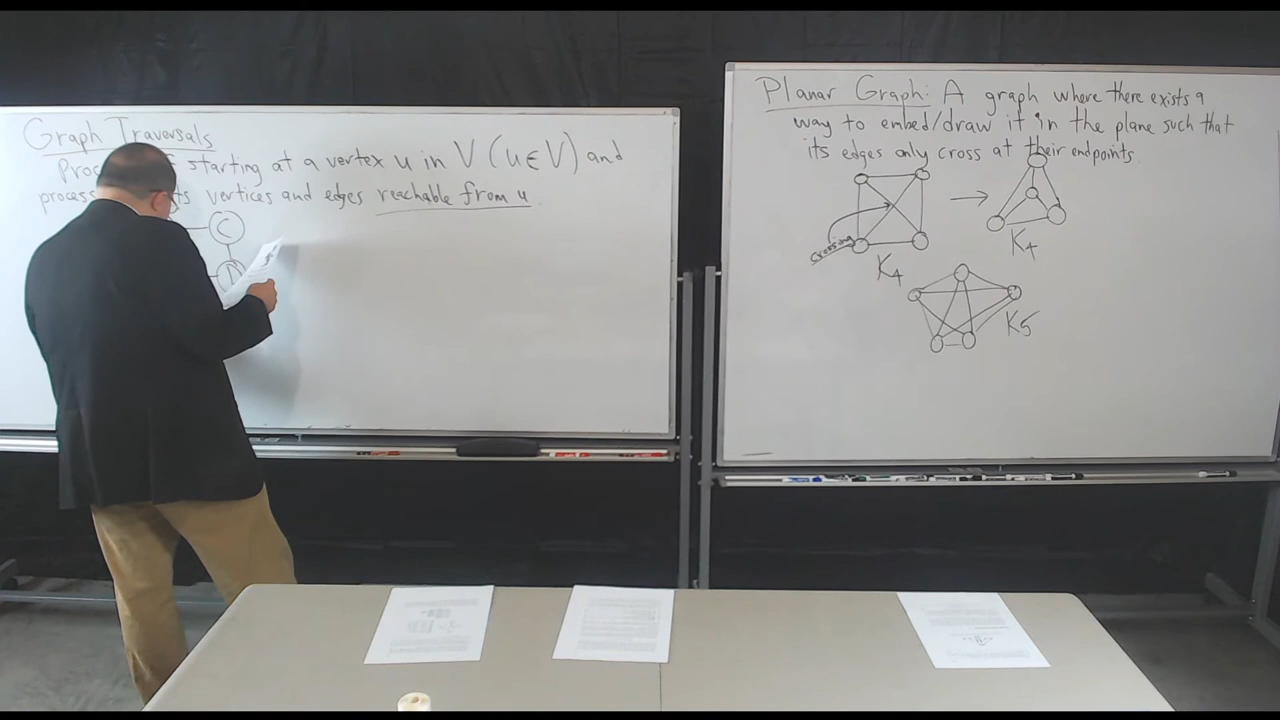 Graph Traversals
starting at a vertex u in V (u∈V) and
process vertices and edges reachable from u.
C
D
Planar Graph: A graph where there exists a
way to embed/draw it in the plane such that
its edges only cross at their endpoints.
crossing
K4
K4
K5